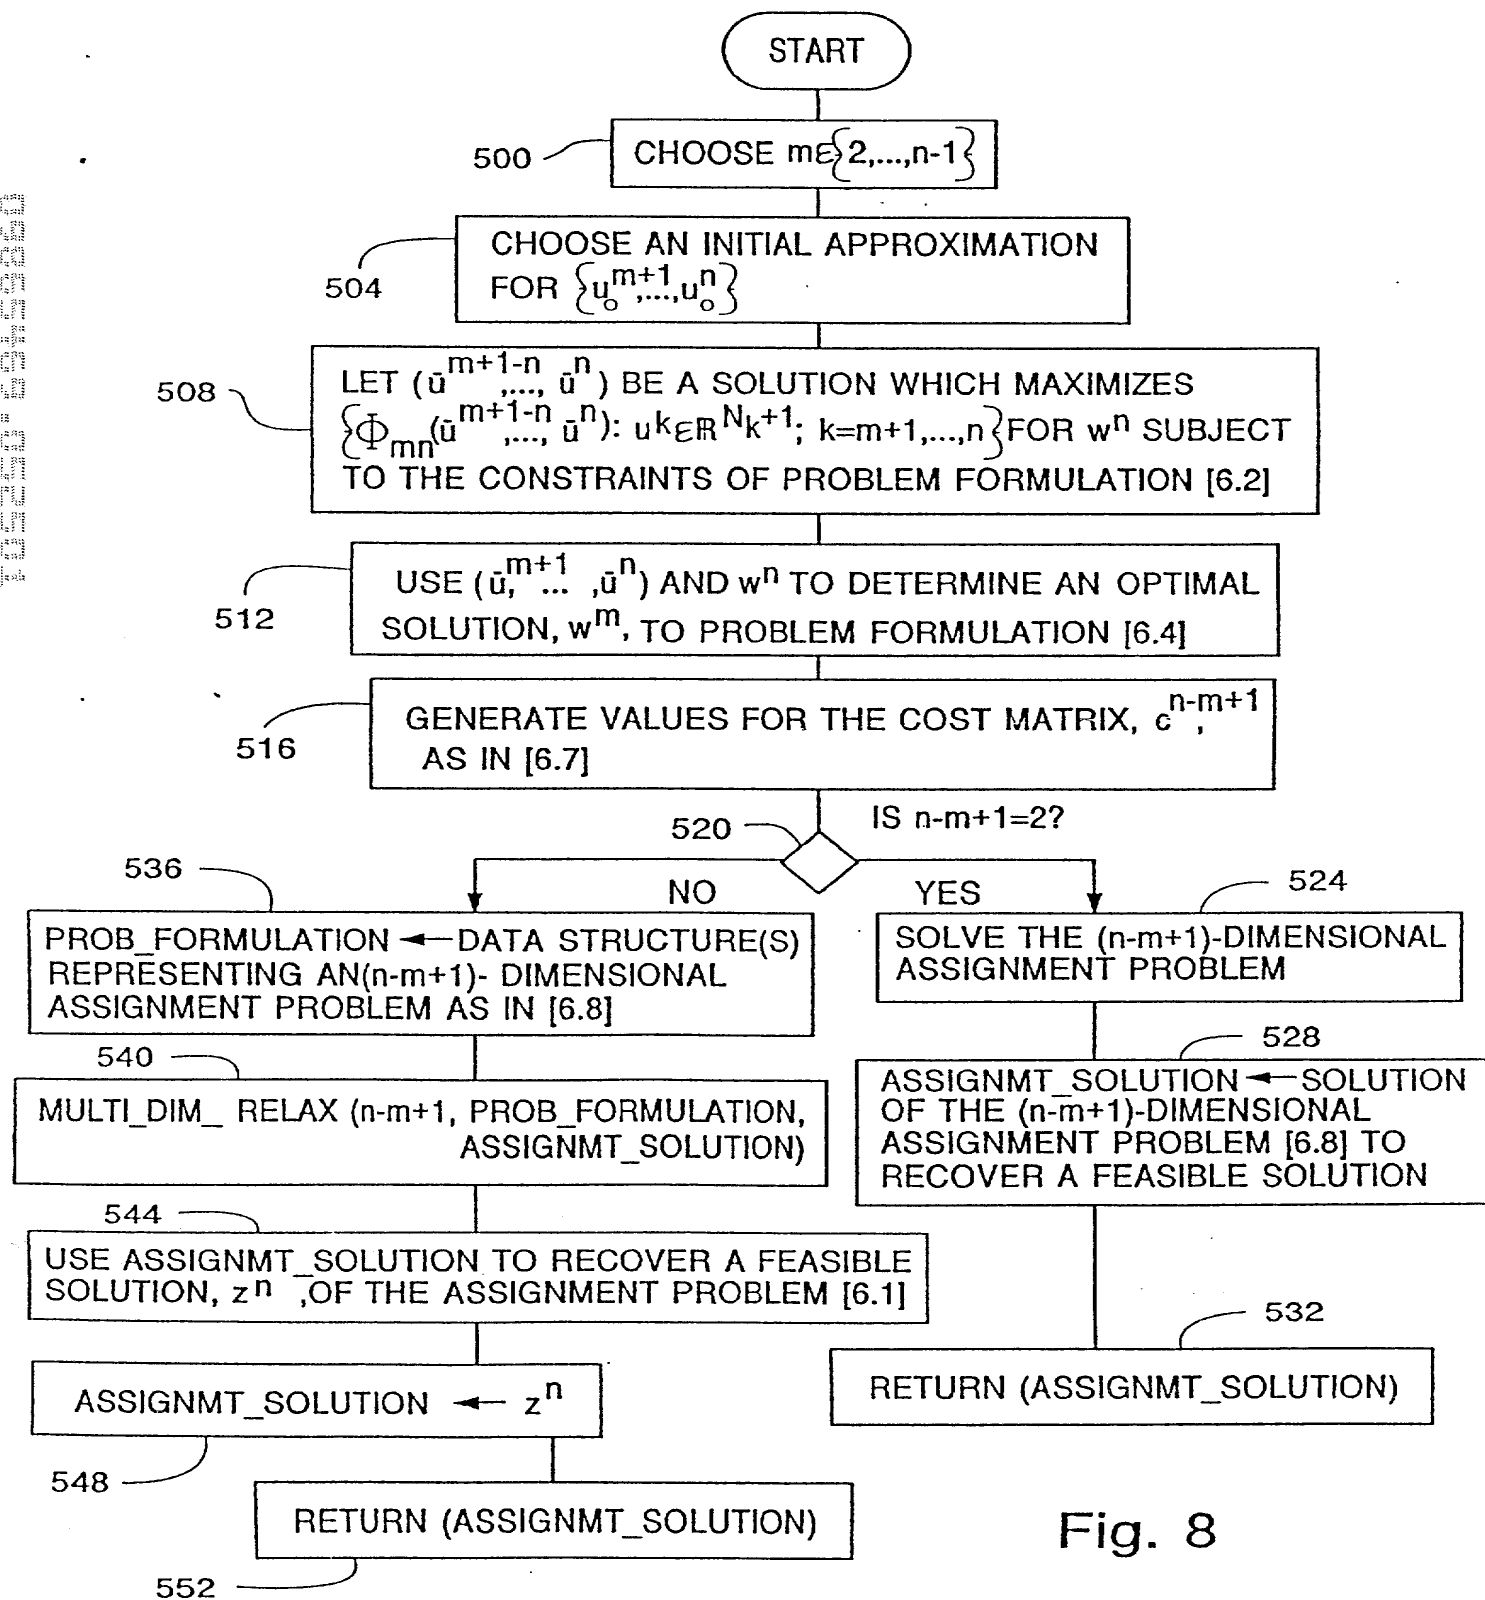 START
500
CHOOSE mε{2,...,n-1}
504
CHOOSE AN INITIAL APPROXIMATION
FOR {u₀^m+1,...,u₀^n}
508
LET (ū^m+1-n,..., ū^n) BE A SOLUTION WHICH MAXIMIZES
{Φ_mn(ū^m+1-n,..., ū^n): u^k ε ℝ^N_k+1; k=m+1,...,n} FOR w^n SUBJECT
TO THE CONSTRAINTS OF PROBLEM FORMULATION [6.2]
512
USE (ū,^m+1... ,ū^n) AND w^n TO DETERMINE AN OPTIMAL
SOLUTION, w^m, TO PROBLEM FORMULATION [6.4]
516
GENERATE VALUES FOR THE COST MATRIX, c^n-m+1,
AS IN [6.7]
520
IS n-m+1=2?
NO
YES
536
PROB_FORMULATION ← DATA STRUCTURE(S)
REPRESENTING AN(n-m+1)- DIMENSIONAL
ASSIGNMENT PROBLEM AS IN [6.8]
540
MULTI_DIM_ RELAX (n-m+1, PROB_FORMULATION,
ASSIGNMT_SOLUTION)
544
USE ASSIGNMT_SOLUTION TO RECOVER A FEASIBLE
SOLUTION, z^n ,OF THE ASSIGNMENT PROBLEM [6.1]
ASSIGNMT_SOLUTION ← z^n
548
RETURN (ASSIGNMT_SOLUTION)
552
524
SOLVE THE (n-m+1)-DIMENSIONAL
ASSIGNMENT PROBLEM
528
ASSIGNMT_SOLUTION ← SOLUTION
OF THE (n-m+1)-DIMENSIONAL
ASSIGNMENT PROBLEM [6.8] TO
RECOVER A FEASIBLE SOLUTION
532
RETURN (ASSIGNMT_SOLUTION)
Fig. 8